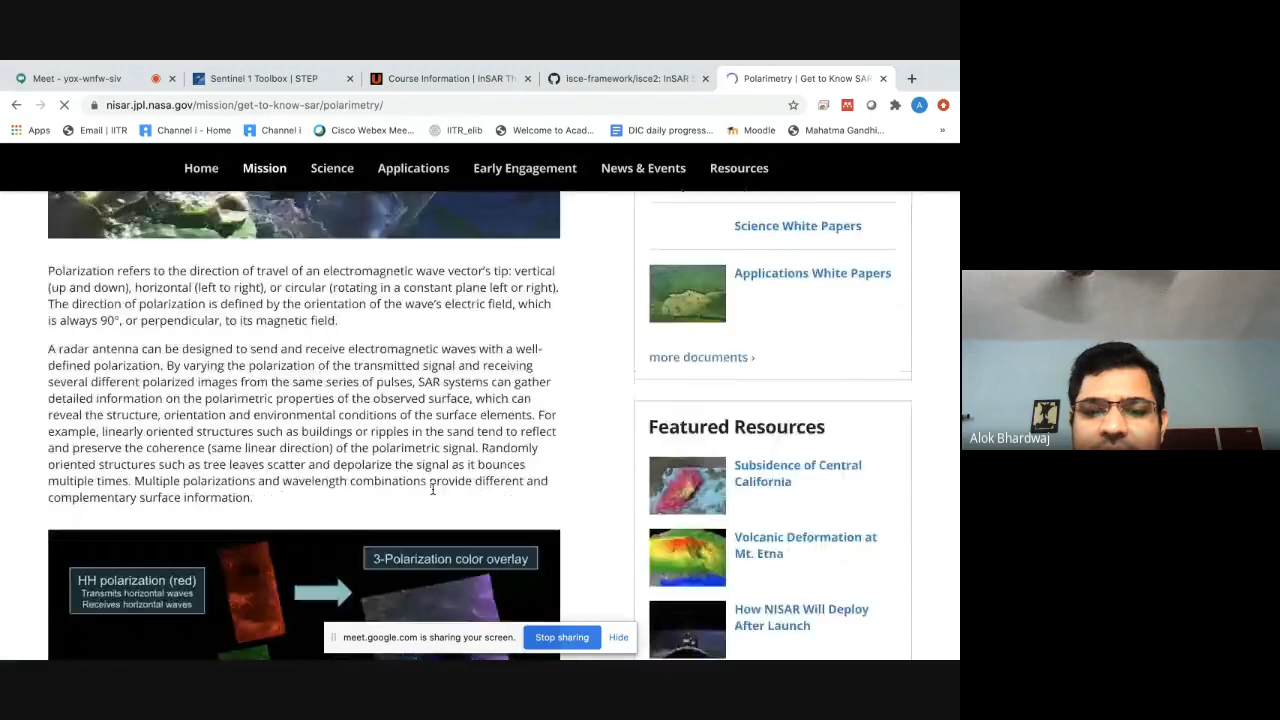 Meet - yox-wnfw-siv
Sentinel 1 Toolbox | STEP
Course Information | InSAR Th
isce-framework/isce2: InSAR S
Polarimetry | Get to Know SAR
nisar.jpl.nasa.gov/mission/get-to-know-sar/polarimetry/
A
Apps
Email | IITR
Channel i - Home
Channel i
Cisco Webex Mee...
IITR_elib
Welcome to Acad...
DIC daily progress...
Moodle
Mahatma Gandhi...
»
Home
Mission
Science
Applications
Early Engagement
News & Events
Resources
Polarization refers to the direction of travel of an electromagnetic wave vector's tip: vertical
(up and down), horizontal (left to right), or circular (rotating in a constant plane left or right).
The direction of polarization is defined by the orientation of the wave's electric field, which
is always 90°, or perpendicular, to its magnetic field.
A radar antenna can be designed to send and receive electromagnetic waves with a well-
defined polarization. By varying the polarization of the transmitted signal and receiving
several different polarized images from the same series of pulses, SAR systems can gather
detailed information on the polarimetric properties of the observed surface, which can
reveal the structure, orientation and environmental conditions of the surface elements. For
example, linearly oriented structures such as buildings or ripples in the sand tend to reflect
and preserve the coherence (same linear direction) of the polarimetric signal. Randomly
oriented structures such as tree leaves scatter and depolarize the signal as it bounces
multiple times. Multiple polarizations and wavelength combinations provide different and
complementary surface information.
HH polarization (red)
Transmits horizontal waves
Receives horizontal waves
3-Polarization color overlay
Science White Papers
Applications White Papers
more documents ›
Featured Resources
Subsidence of Central
California
Volcanic Deformation at
Mt. Etna
How NISAR Will Deploy
After Launch
meet.google.com is sharing your screen.
Stop sharing
Hide
Alok Bhardwaj